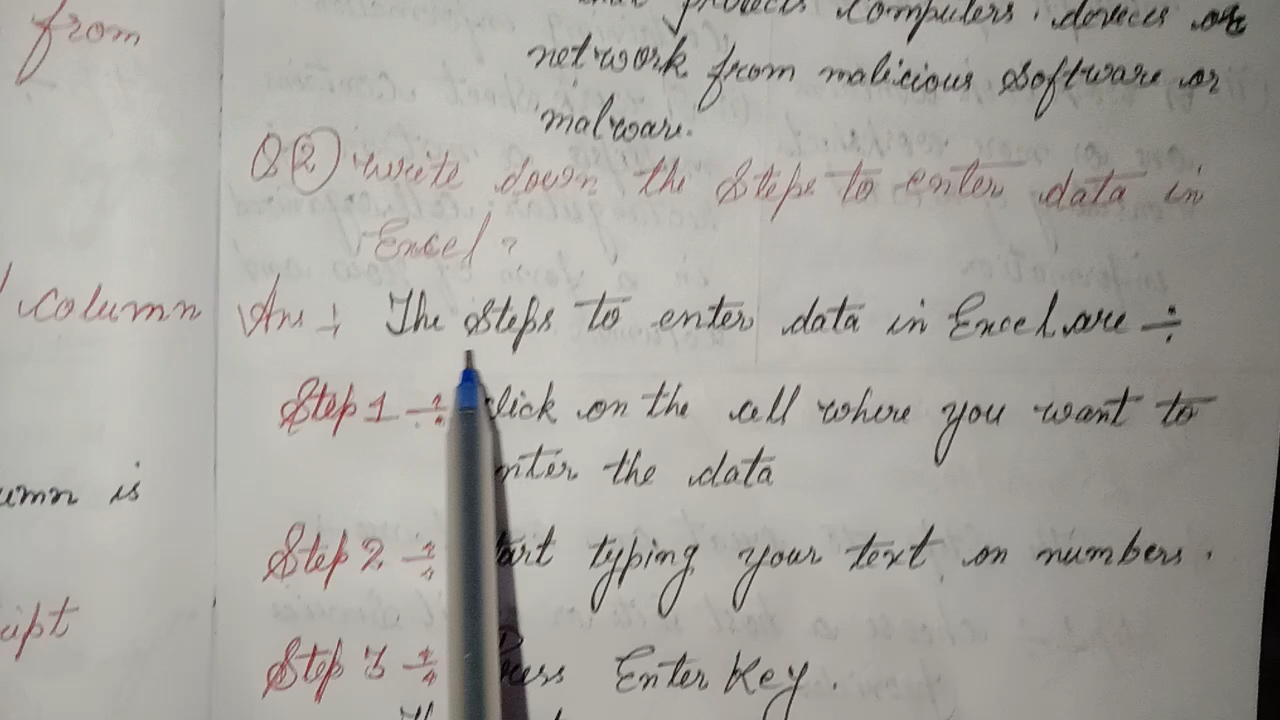 from
protects computers, devices or
network from malicious software or
malware.
Q② write down the steps to enter data in
Excel?
column
Ans ÷ The steps to enter data in Excel are ÷
Step 1 ÷ click on the cell where you want to
nter the data
umn is
Step 2 ÷ tart typing your text on numbers.
ipt
Step 3 ÷ Press Enter Key.